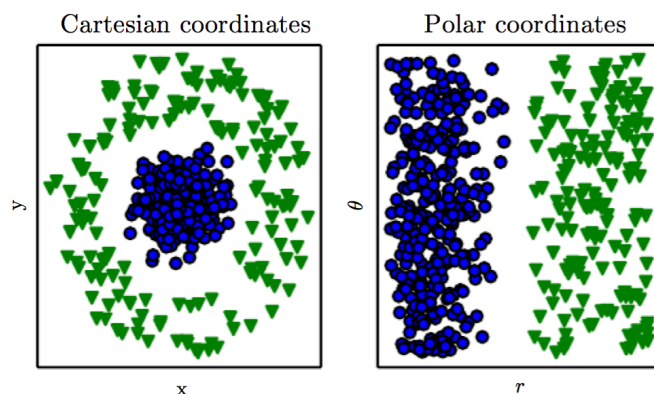 Cartesian coordinates
Polar coordinates
y
x
θ
r